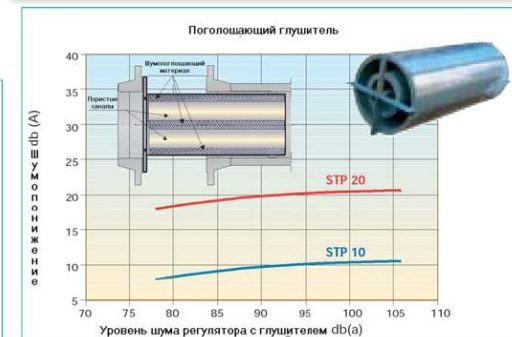 Поголощающий глушитель
Шумопоглощающий
материал
Пористые
каналы
Шумопонижение db (A)
40
35
30
25
20
15
10
5
STP 20
STP 10
70 75 80 85 90 95 100 105 110
Уровень шума регулятора с глушителем db(a)